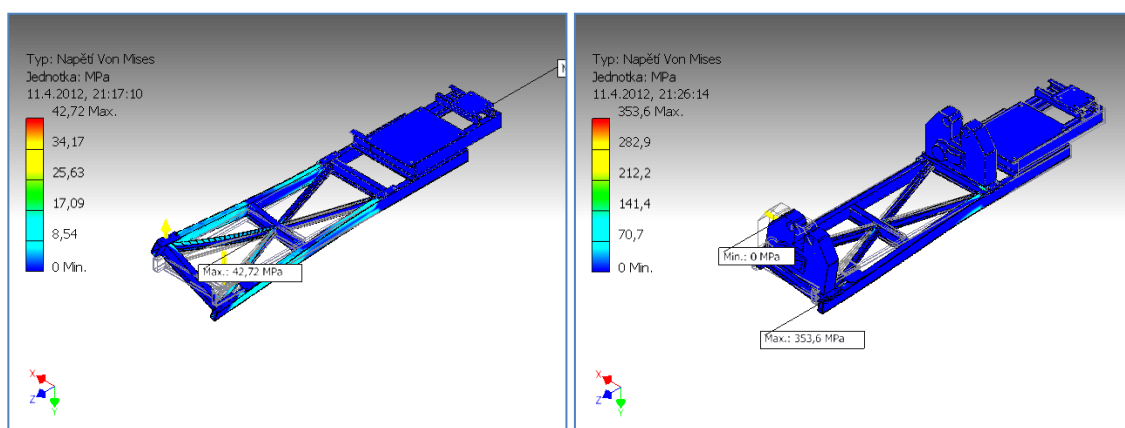 Typ: Napětí Von Mises
Jednotka: MPa
11.4.2012, 21:17:10
42,72 Max.
34,17
25,63
17,09
8,54
0 Min.
Max.: 42,72 MPa
X
Z
Y
Typ: Napětí Von Mises
Jednotka: MPa
11.4.2012, 21:26:14
353,6 Max.
282,9
212,2
141,4
70,7
0 Min.
Min.: 0 MPa
Max.: 353,6 MPa
X
Z
Y